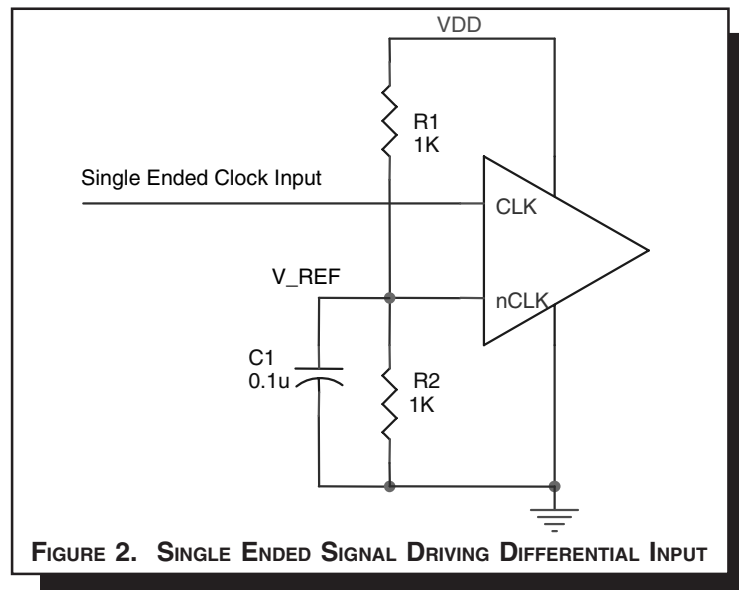 VDD
R1
1K
Single Ended Clock Input
CLK
V_REF
nCLK
C1
0.1u
R2
1K
FIGURE 2. SINGLE ENDED SIGNAL DRIVING DIFFERENTIAL INPUT